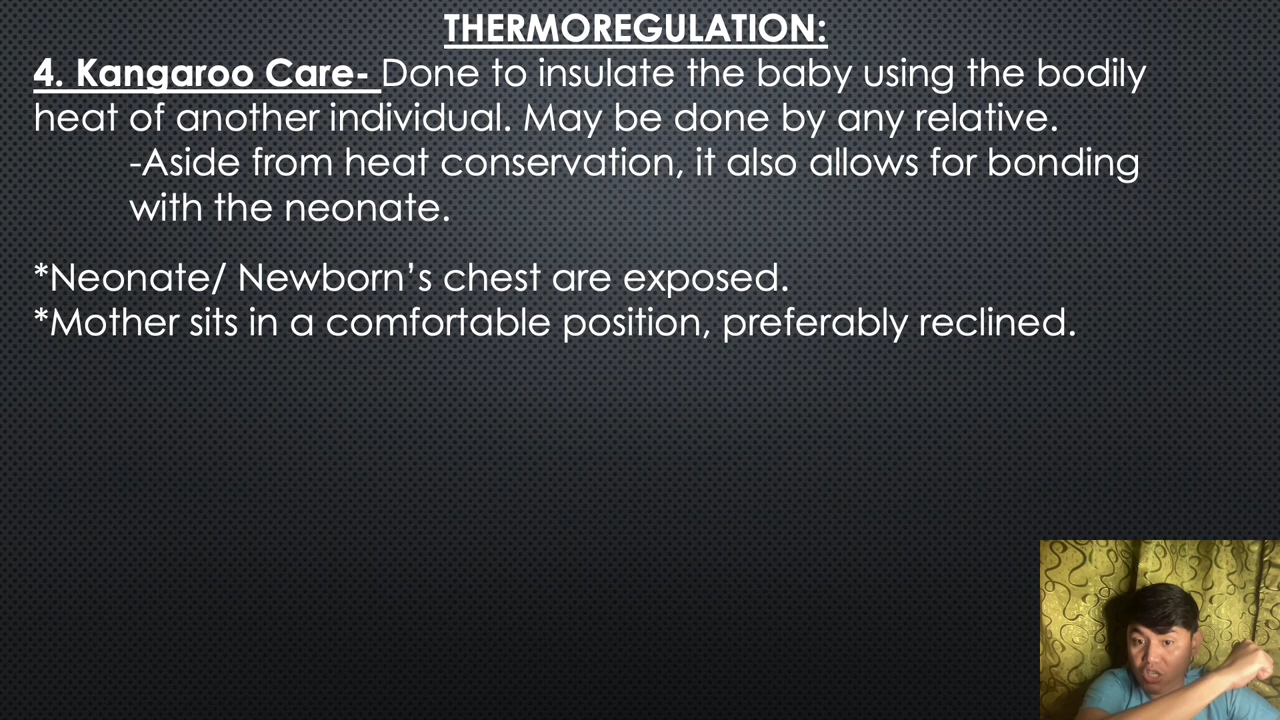 THERMOREGULATION:
4. Kangaroo Care- Done to insulate the baby using the bodily
heat of another individual. May be done by any relative.
-Aside from heat conservation, it also allows for bonding
with the neonate.
*Neonate/ Newborn’s chest are exposed.
*Mother sits in a comfortable position, preferably reclined.